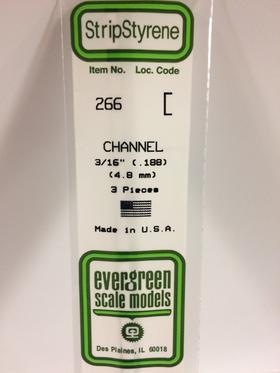 StripStyrene
Item No. Loc. Code
266 [
CHANNEL
3/16" (.188)
(4.8 mm)
3 Pieces
Made in U.S.A.
evergreen
scale models
Des Plaines, IL 60018